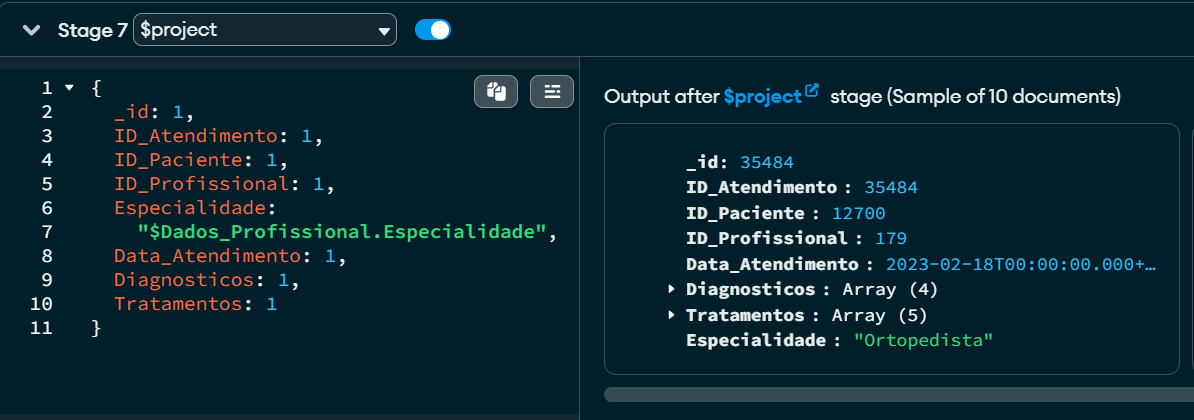 Stage 7 $project
1 {
2 _id: 1,
3 ID_Atendimento: 1,
4 ID_Paciente: 1,
5 ID_Profissional: 1,
6 Especialidade:
7 "$Dados_Profissional.Especialidade",
8 Data_Atendimento: 1,
9 Diagnosticos: 1,
10 Tratamentos: 1
11 }
Output after $project stage (Sample of 10 documents)
_id: 35484
ID_Atendimento : 35484
ID_Paciente : 12700
ID_Profissional : 179
Data_Atendimento : 2023-02-18T00:00:00.000+…
Diagnosticos : Array (4)
Tratamentos : Array (5)
Especialidade : "Ortopedista"